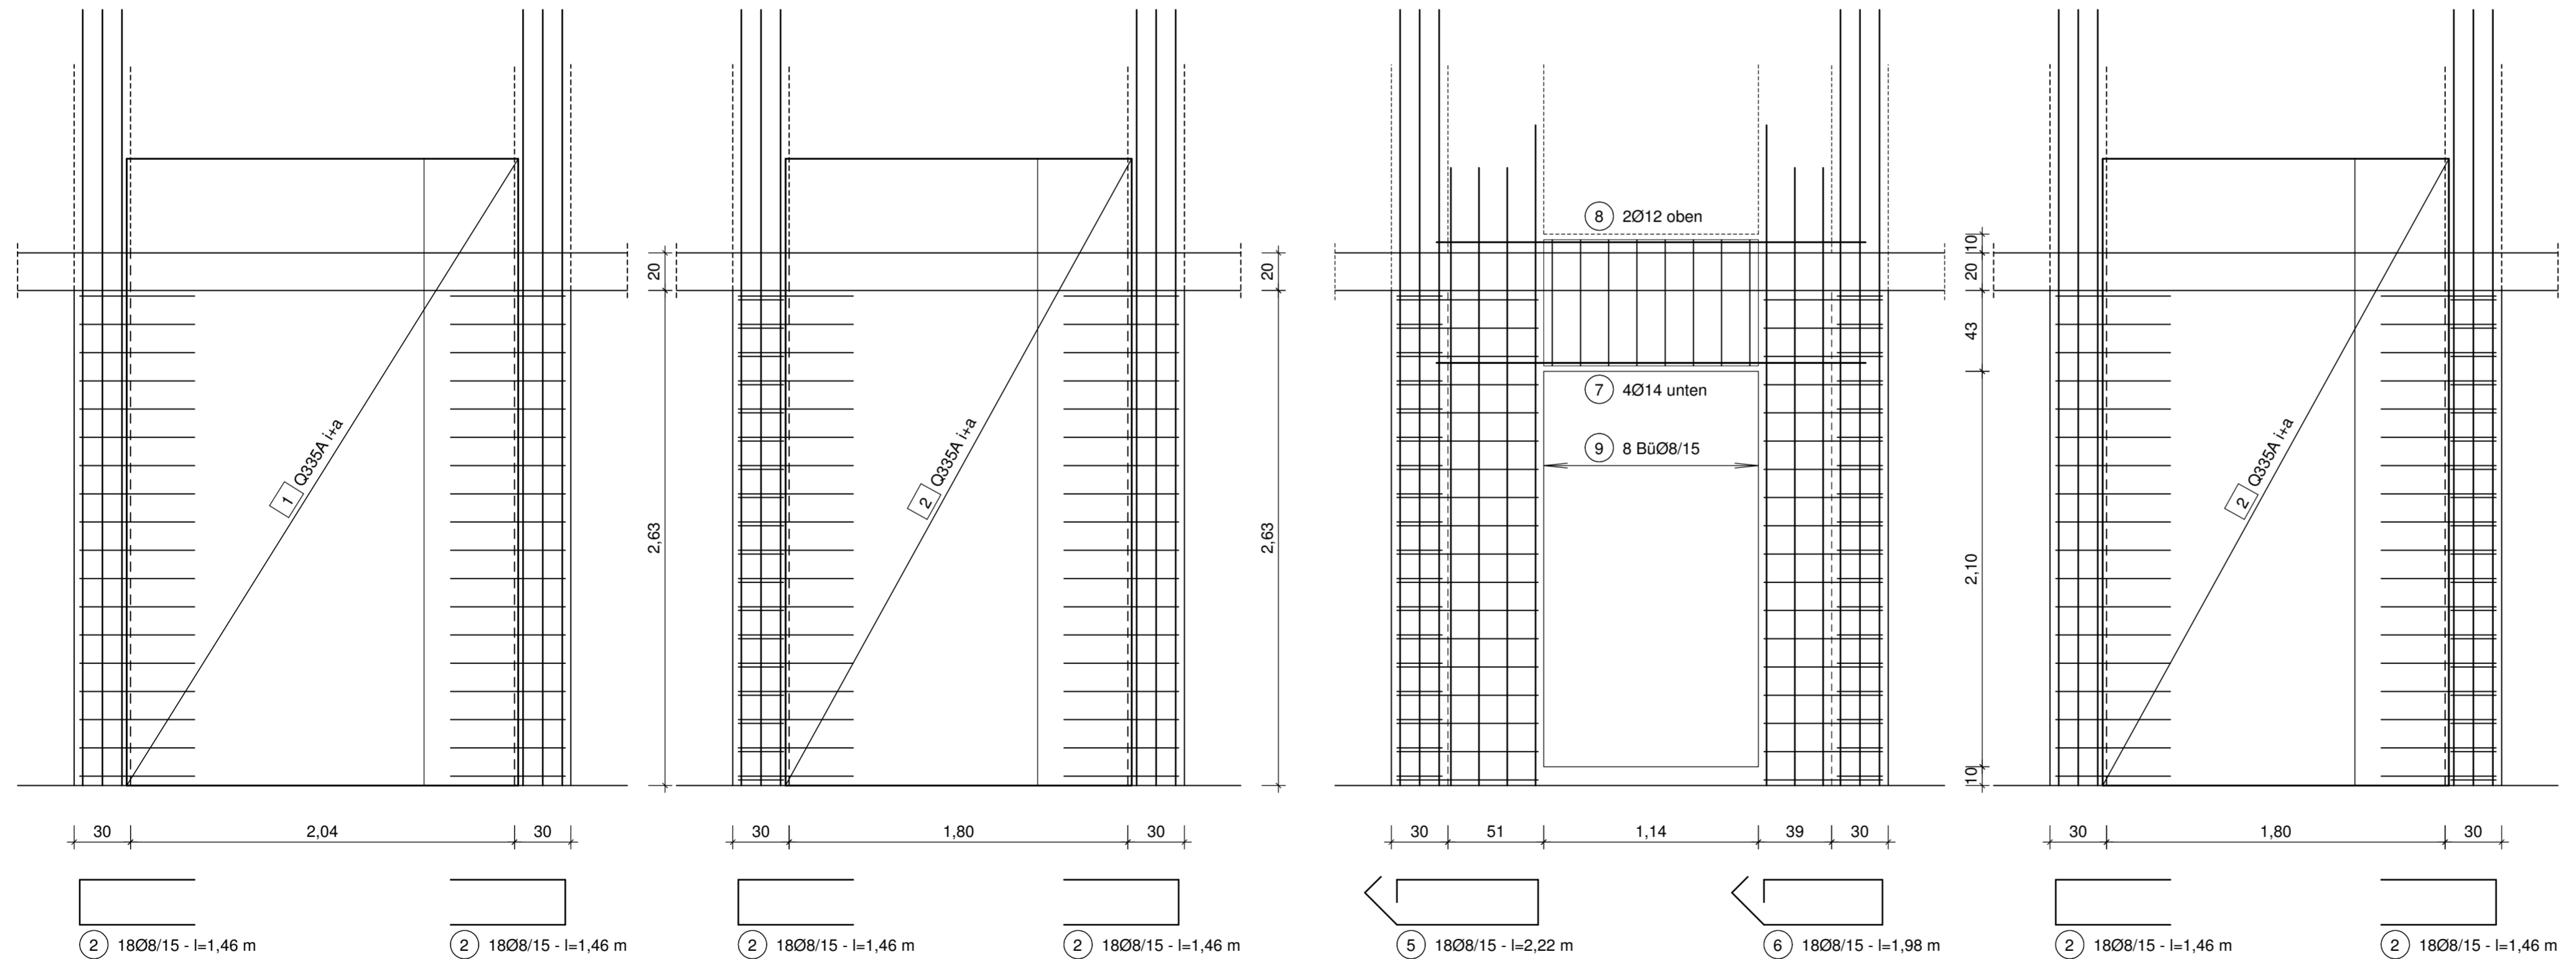 8 2Ø12 oben
10
20
20
20
43
7 4Ø14 unten
1 Q335A i+a
2 Q335A i+a
9 8 BüØ8/15
2 Q335A i+a
2,63
2,63
2,10
10
30 2,04 30
30 1,80 30
30 51 1,14 39 30
30 1,80 30
2 18Ø8/15 - l=1,46 m
2 18Ø8/15 - l=1,46 m
2 18Ø8/15 - l=1,46 m
2 18Ø8/15 - l=1,46 m
5 18Ø8/15 - l=2,22 m
6 18Ø8/15 - l=1,98 m
2 18Ø8/15 - l=1,46 m
2 18Ø8/15 - l=1,46 m